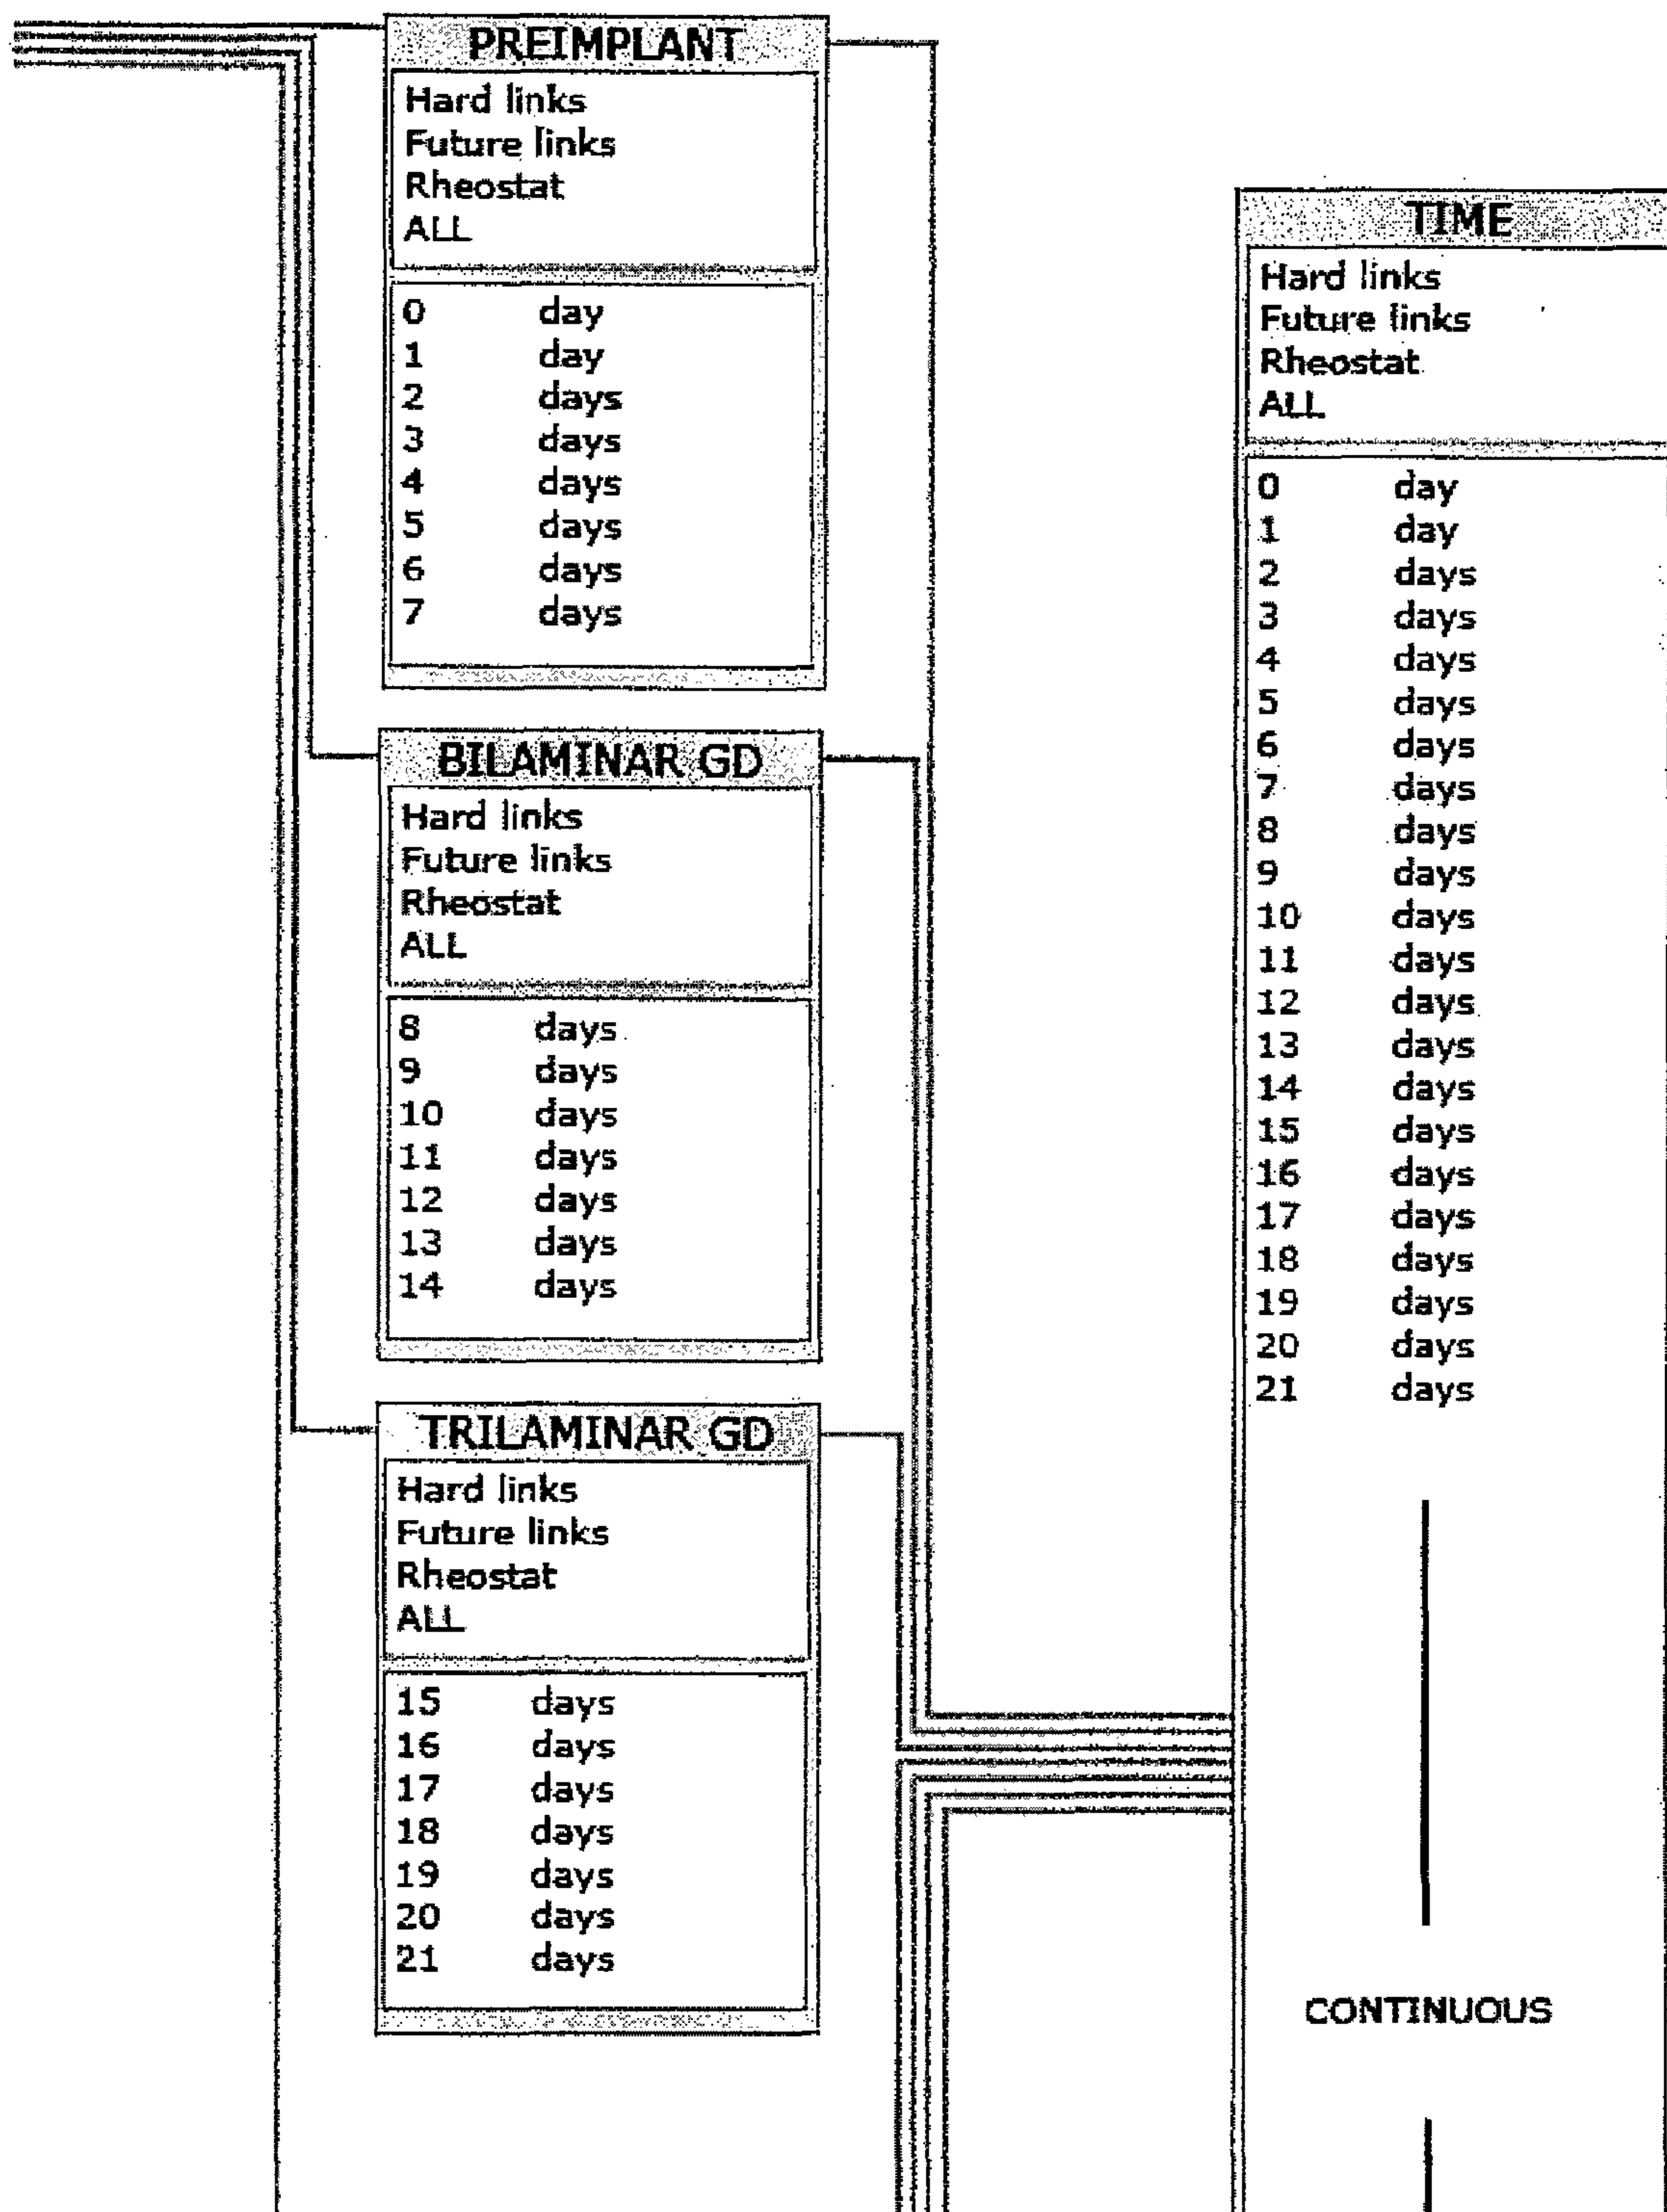 PREIMPLANT
Hard links
Future links
Rheostat
ALL
0 day
1 day
2 days
3 days
4 days
5 days
6 days
7 days
BILAMINAR GD
Hard links
Future links
Rheostat
ALL
8 days
9 days
10 days
11 days
12 days
13 days
14 days
TRILAMINAR GD
Hard links
Future links
Rheostat
ALL
15 days
16 days
17 days
18 days
19 days
20 days
21 days
TIME
Hard links
Future links
Rheostat
ALL
0 day
1 day
2 days
3 days
4 days
5 days
6 days
7 days
8 days
9 days
10 days
11 days
12 days
13 days
14 days
15 days
16 days
17 days
18 days
19 days
20 days
21 days
CONTINUOUS